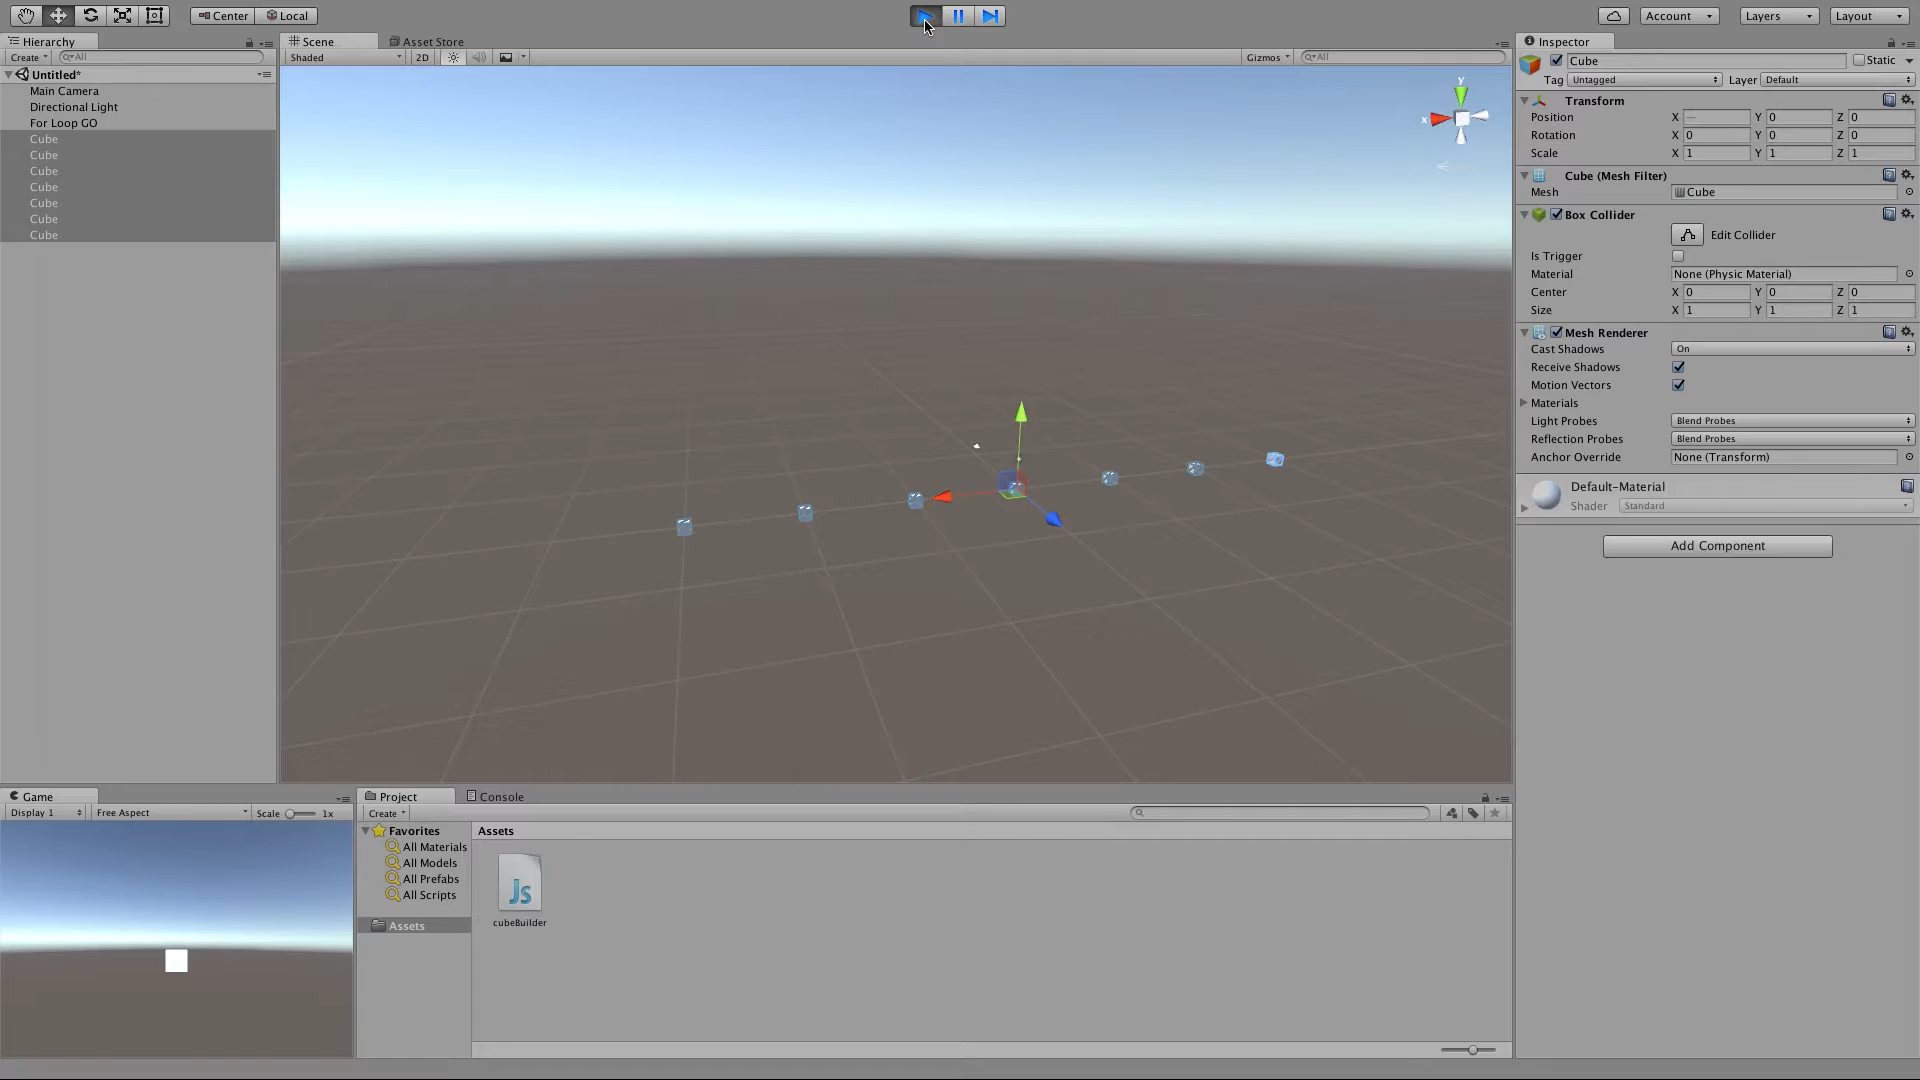 Center Local
Account Layers Layout
Hierarchy
Create All
Untitled*
Main Camera
Directional Light
For Loop GO
Cube
Cube
Cube
Cube
Cube
Cube
Cube
Scene Asset Store
Shaded 2D Gizmos All
y
x
Inspector
Cube Static
Tag Untagged Layer Default
Transform
Position X — Y 0 Z 0
Rotation X 0 Y 0 Z 0
Scale X 1 Y 1 Z 1
Cube (Mesh Filter)
Mesh Cube
Box Collider
Edit Collider
Is Trigger
Material None (Physic Material)
Center X 0 Y 0 Z 0
Size X 1 Y 1 Z 1
Mesh Renderer
Cast Shadows On
Receive Shadows
Motion Vectors
Materials
Light Probes Blend Probes
Reflection Probes Blend Probes
Anchor Override None (Transform)
Default-Material
Shader Standard
Add Component
Game
Display 1 Free Aspect Scale 1x
Project Console
Create
Favorites
All Materials
All Models
All Prefabs
All Scripts
Assets
Assets
Js
cubeBuilder